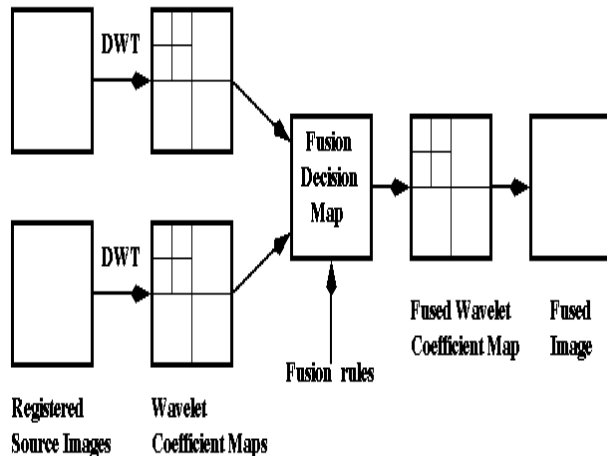 DWT
Fusion
Decision
Map
DWT
Fused Wavelet
Coefficient Map
Fused
Image
Fusion rules
Registered
Source Images
Wavelet
Coefficient Maps